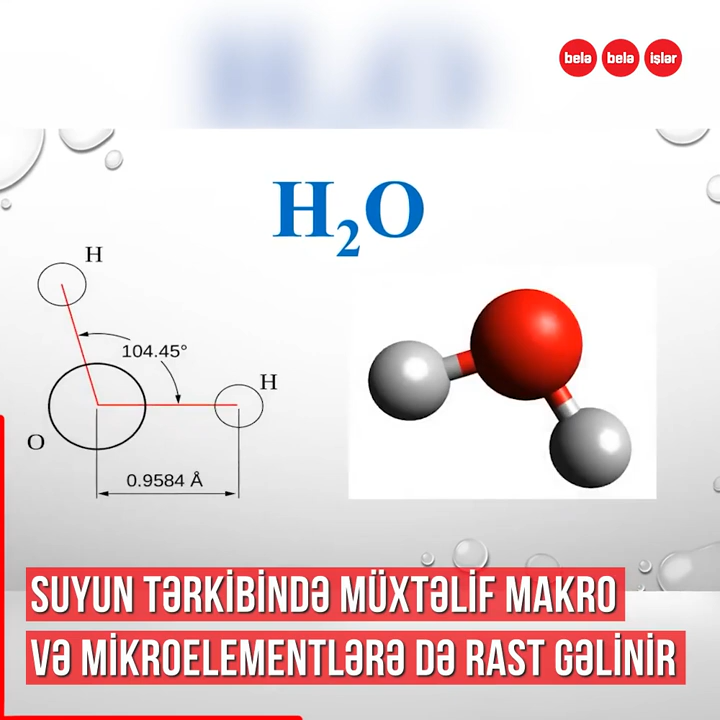 belə belə işlər
H₂O
H
104.45°
H
O
0.9584 Å
SUYUN TƏRKİBİNDƏ MÜXTƏLİF MAKRO
VƏ MİKROELEMENTLƏRƏ DƏ RAST GƏLİNİR